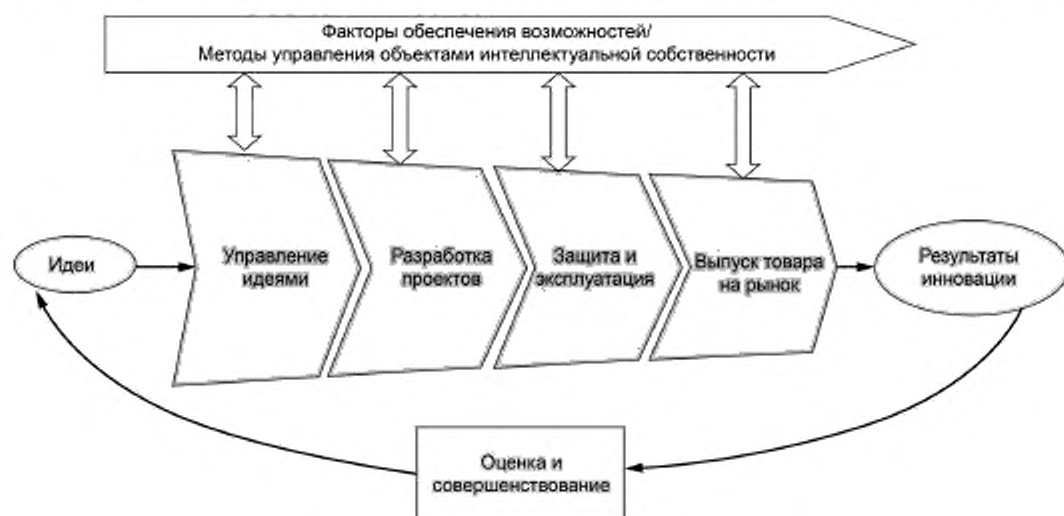 Факторы обеспечения возможностей/
Методы управления объектами интеллектуальной собственности
Идеи
Управление
идеями
Разработка
проектов
Защита и
эксплуатация
Выпуск товара
на рынок
Результаты
инновации
Оценка и
совершенствование